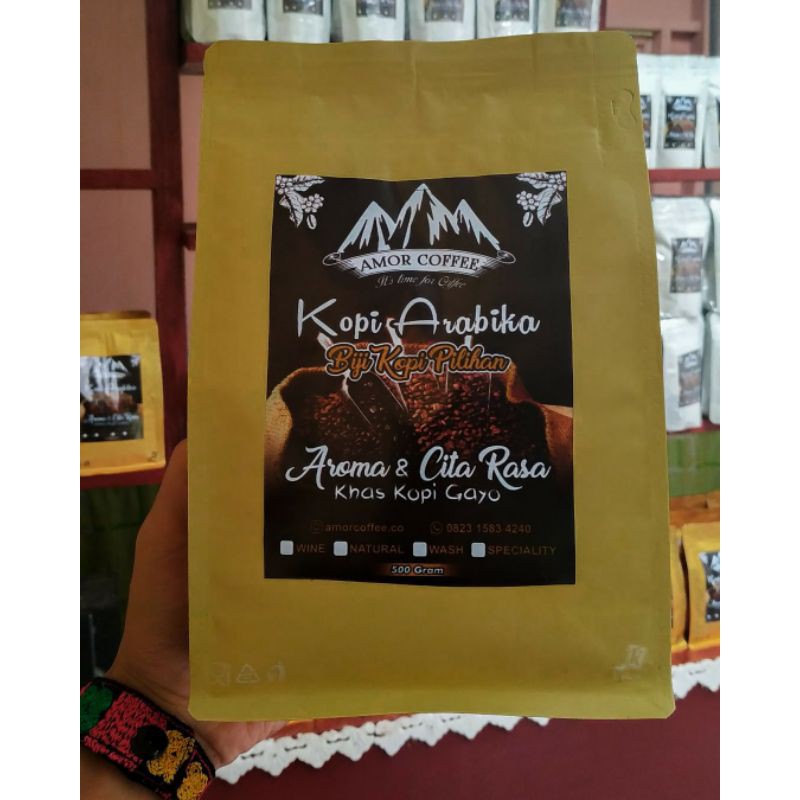 AMOR COFFEE
It's time for Coffee
Kopi Arabika
Biji Kopi Pilihan
Aroma & Cita Rasa
Khas Kopi Gayo
amorcoffee.co 0823 1583 4240
WINE NATURAL WASH SPECIALITY
500 Gram